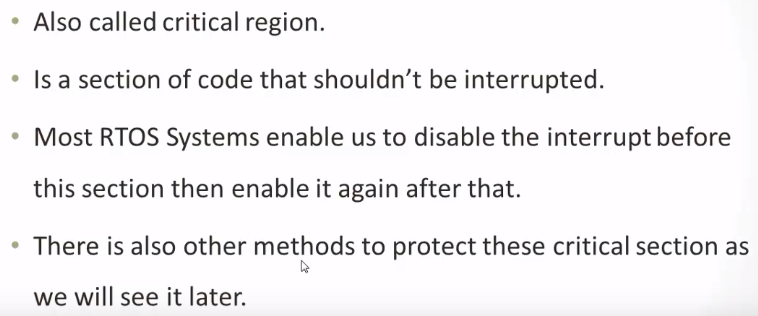 • Also called critical region.
• Is a section of code that shouldn't be interrupted.
• Most RTOS Systems enable us to disable the interrupt before
this section then enable it again after that.
• There is also other methods to protect these critical section as
we will see it later.